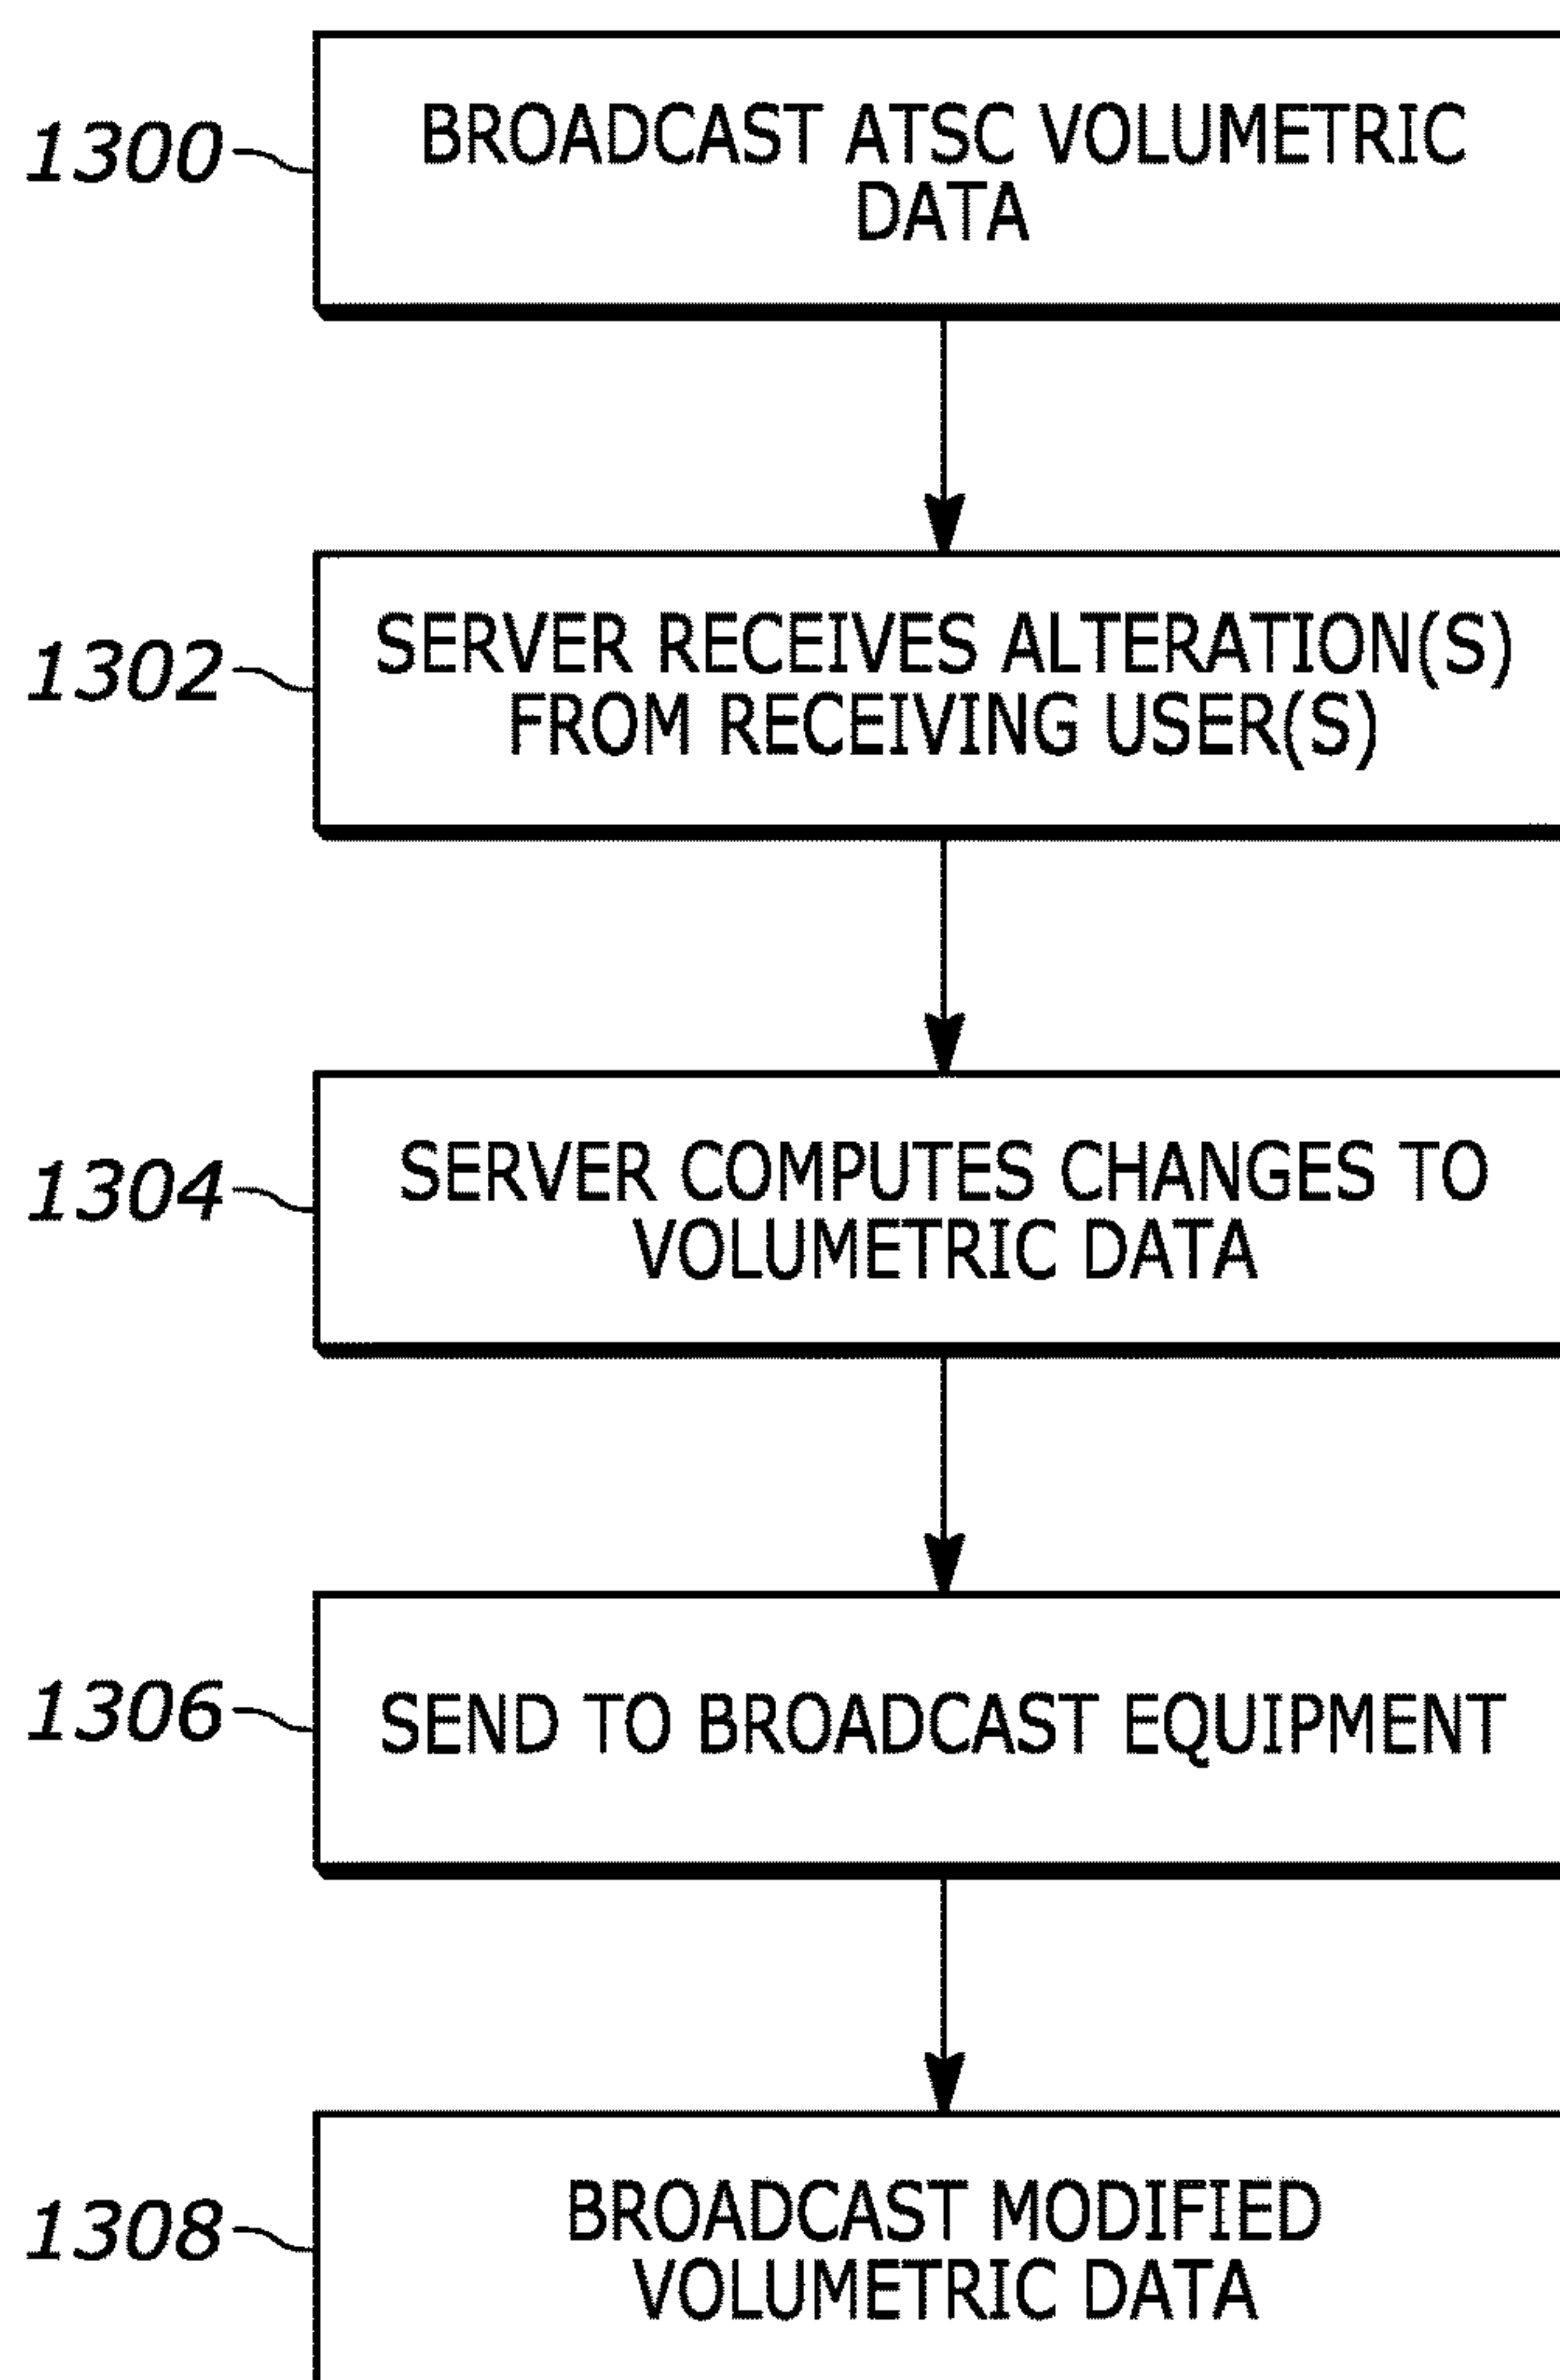 1300
BROADCAST ATSC VOLUMETRIC
DATA
1302
SERVER RECEIVES ALTERATION(S)
FROM RECEIVING USER(S)
1304
SERVER COMPUTES CHANGES TO
VOLUMETRIC DATA
1306
SEND TO BROADCAST EQUIPMENT
1308
BROADCAST MODIFIED
VOLUMETRIC DATA